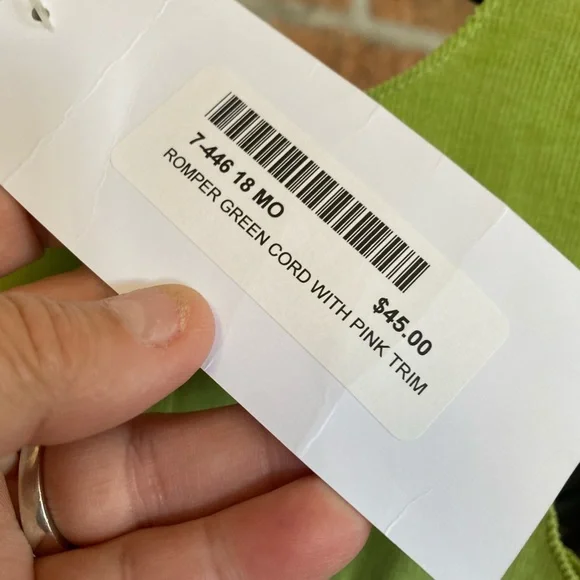 7-446 18 MO
$45.00
ROMPER GREEN CORD WITH PINK TRIM